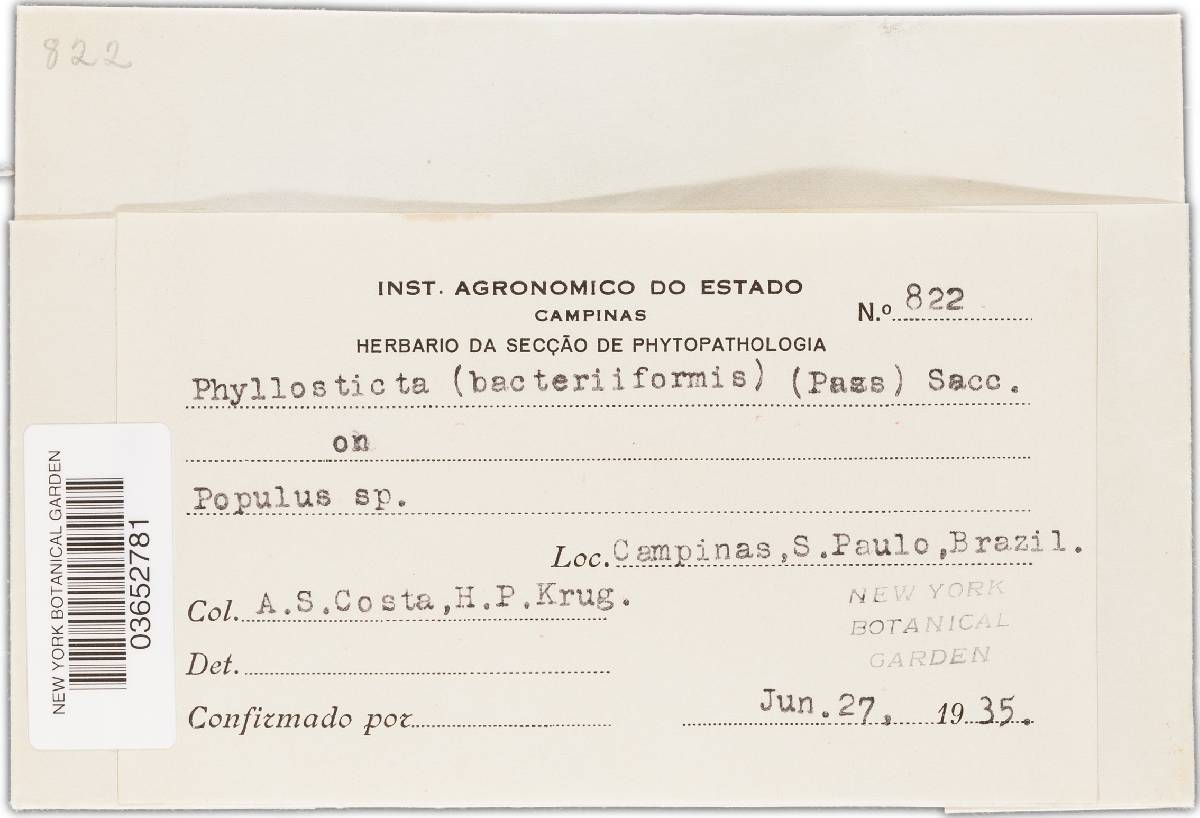 822
INST. AGRONOMICO DO ESTADO
CAMPINAS
N.º 822
HERBARIO DA SECÇÃO DE PHYTOPATHOLOGIA
Phyllosticta (bacteriiformis) (Pass) Sacc.
on
Populus sp.
Loc. Campinas, S. Paulo, Brazil.
Col. A.S.Costa, H.P.Krug.
NEW YORK
BOTANICAL
GARDEN
Det.
Confirmado por
Jun. 27, 1935.
NEW YORK BOTANICAL GARDEN
03652781